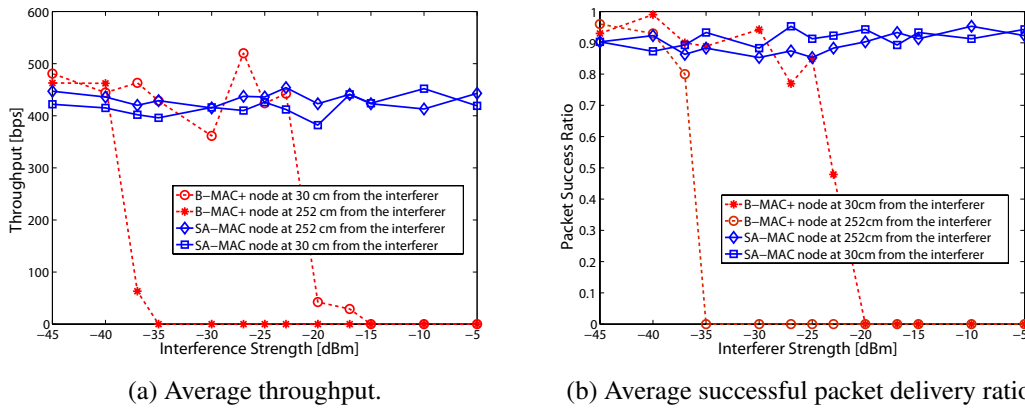 600
500
400
300
200
100
0
Throughput [bps]
B−MAC+ node at 30 cm from the interferer
B−MAC+ node at 252 cm from the interferer
SA−MAC node at 252 cm from the interferer
SA−MAC node at 30 cm from the interferer
−45 −40 −35 −30 −25 −20 −15 −10 −5
Interference Strength [dBm]
(a) Average throughput.
1
0.9
0.8
0.7
0.6
0.5
0.4
0.3
0.2
0.1
0
Packet Success Ratio
B−MAC+ node at 30cm from the interferer
B−MAC+ node at 252cm from the interferer
SA−MAC node at 252cm from the interferer
SA−MAC node at 30cm from the interferer
−45 −40 −35 −30 −25 −20 −15 −10 −5
Interferer Strength [dBm]
(b) Average successful packet delivery ratio